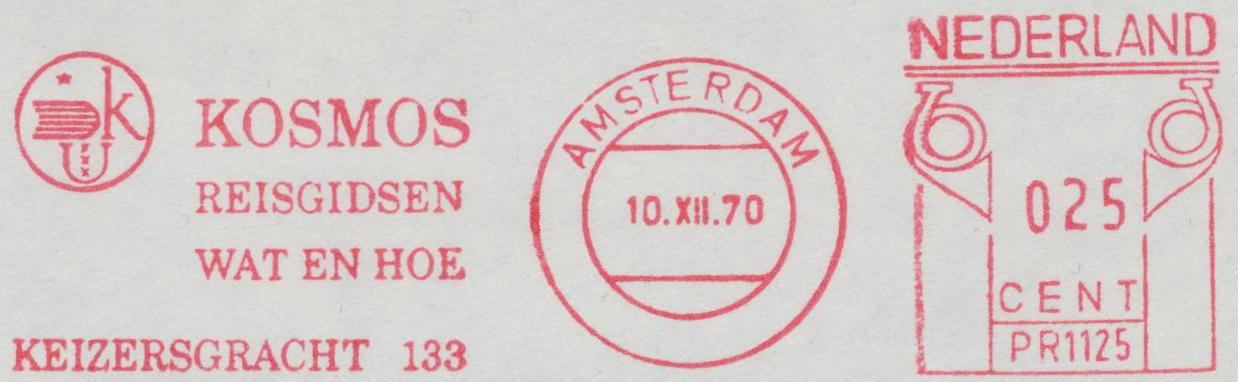 K
U
KOSMOS
REISGIDSEN
WAT EN HOE
KEIZERSGRACHT 133
AMSTERDAM
10.XII.70
NEDERLAND
025
CENT
PR1125